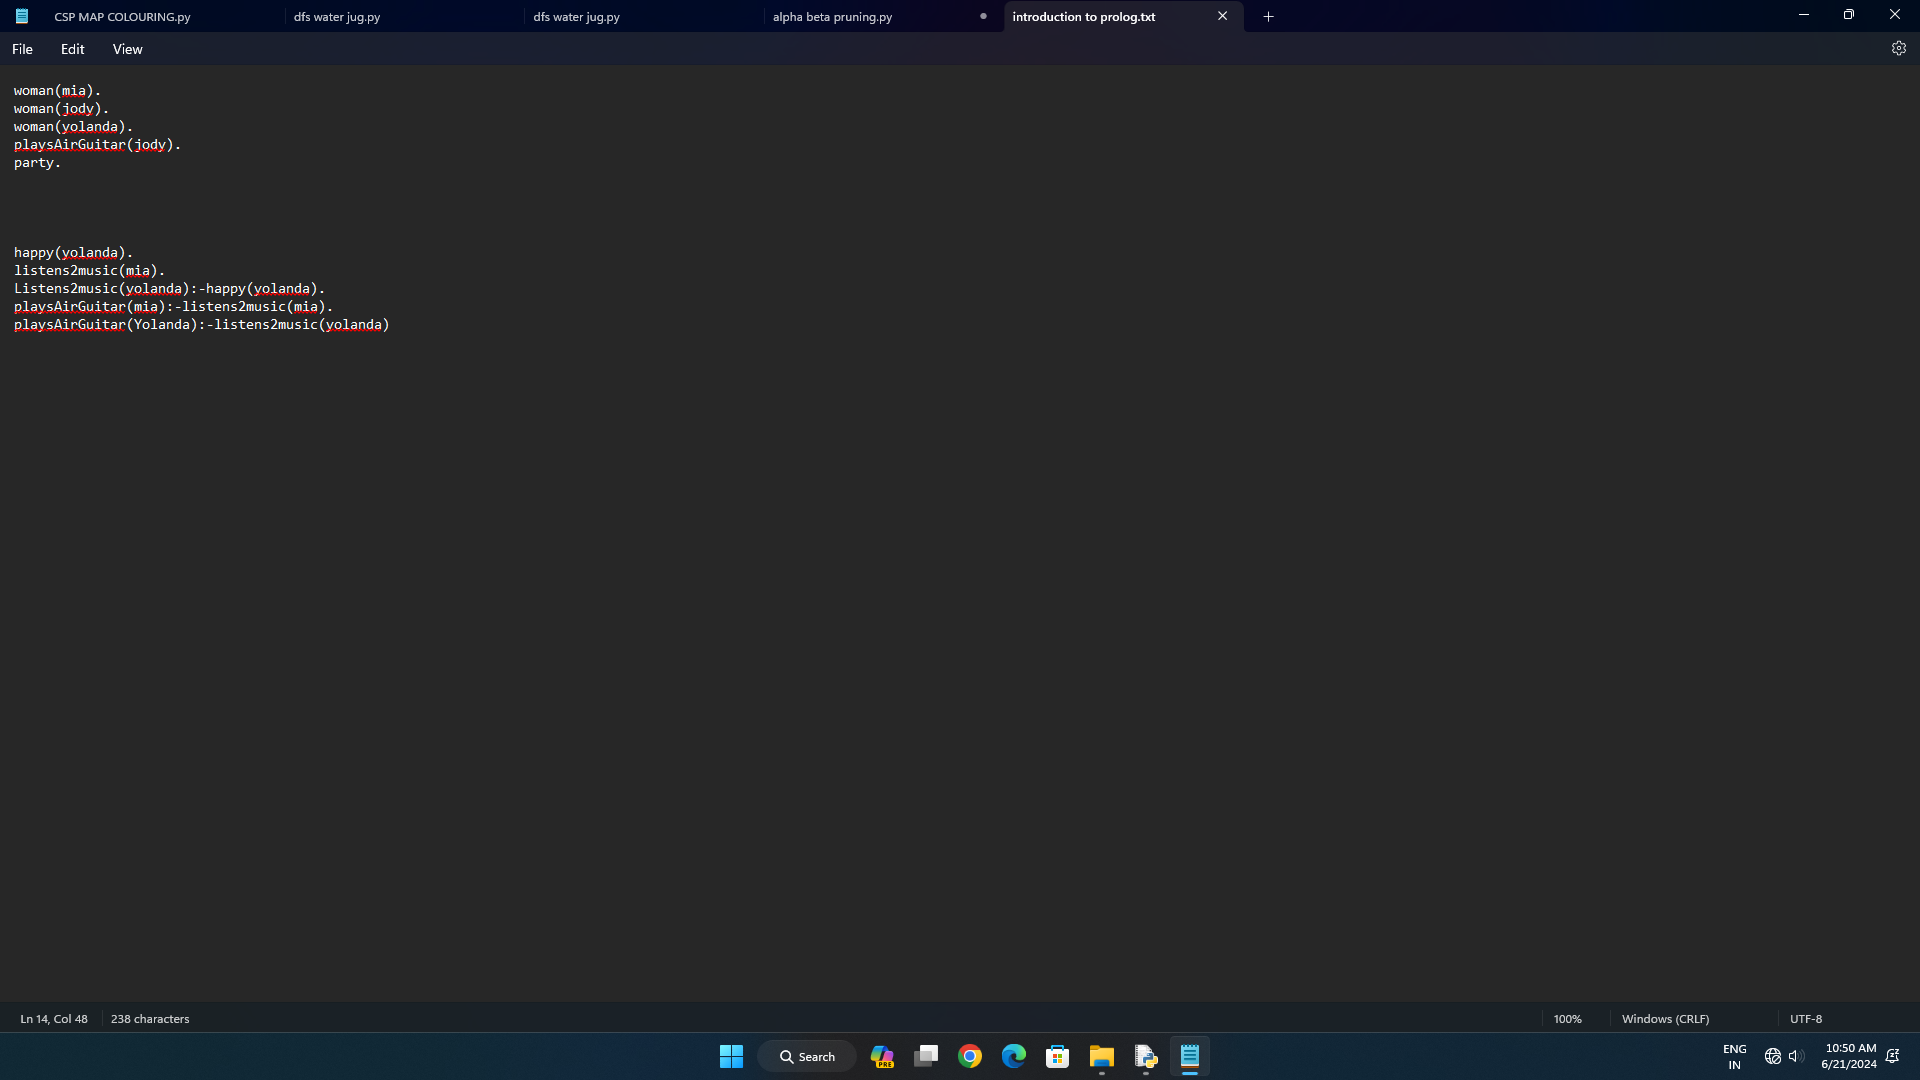 CSP MAP COLOURING.py
dfs water jug.py
dfs water jug.py
alpha beta pruning.py
introduction to prolog.txt
File
Edit
View
woman(mia).
woman(jody).
woman(yolanda).
playsAirGuitar(jody).
party.
happy(yolanda).
listens2music(mia).
Listens2music(yolanda):-happy(yolanda).
playsAirGuitar(mia):-listens2music(mia).
playsAirGuitar(Yolanda):-listens2music(yolanda)
Ln 14, Col 48
238 characters
100%
Windows (CRLF)
UTF-8
Search
PRE
ENG
IN
10:50 AM
6/21/2024